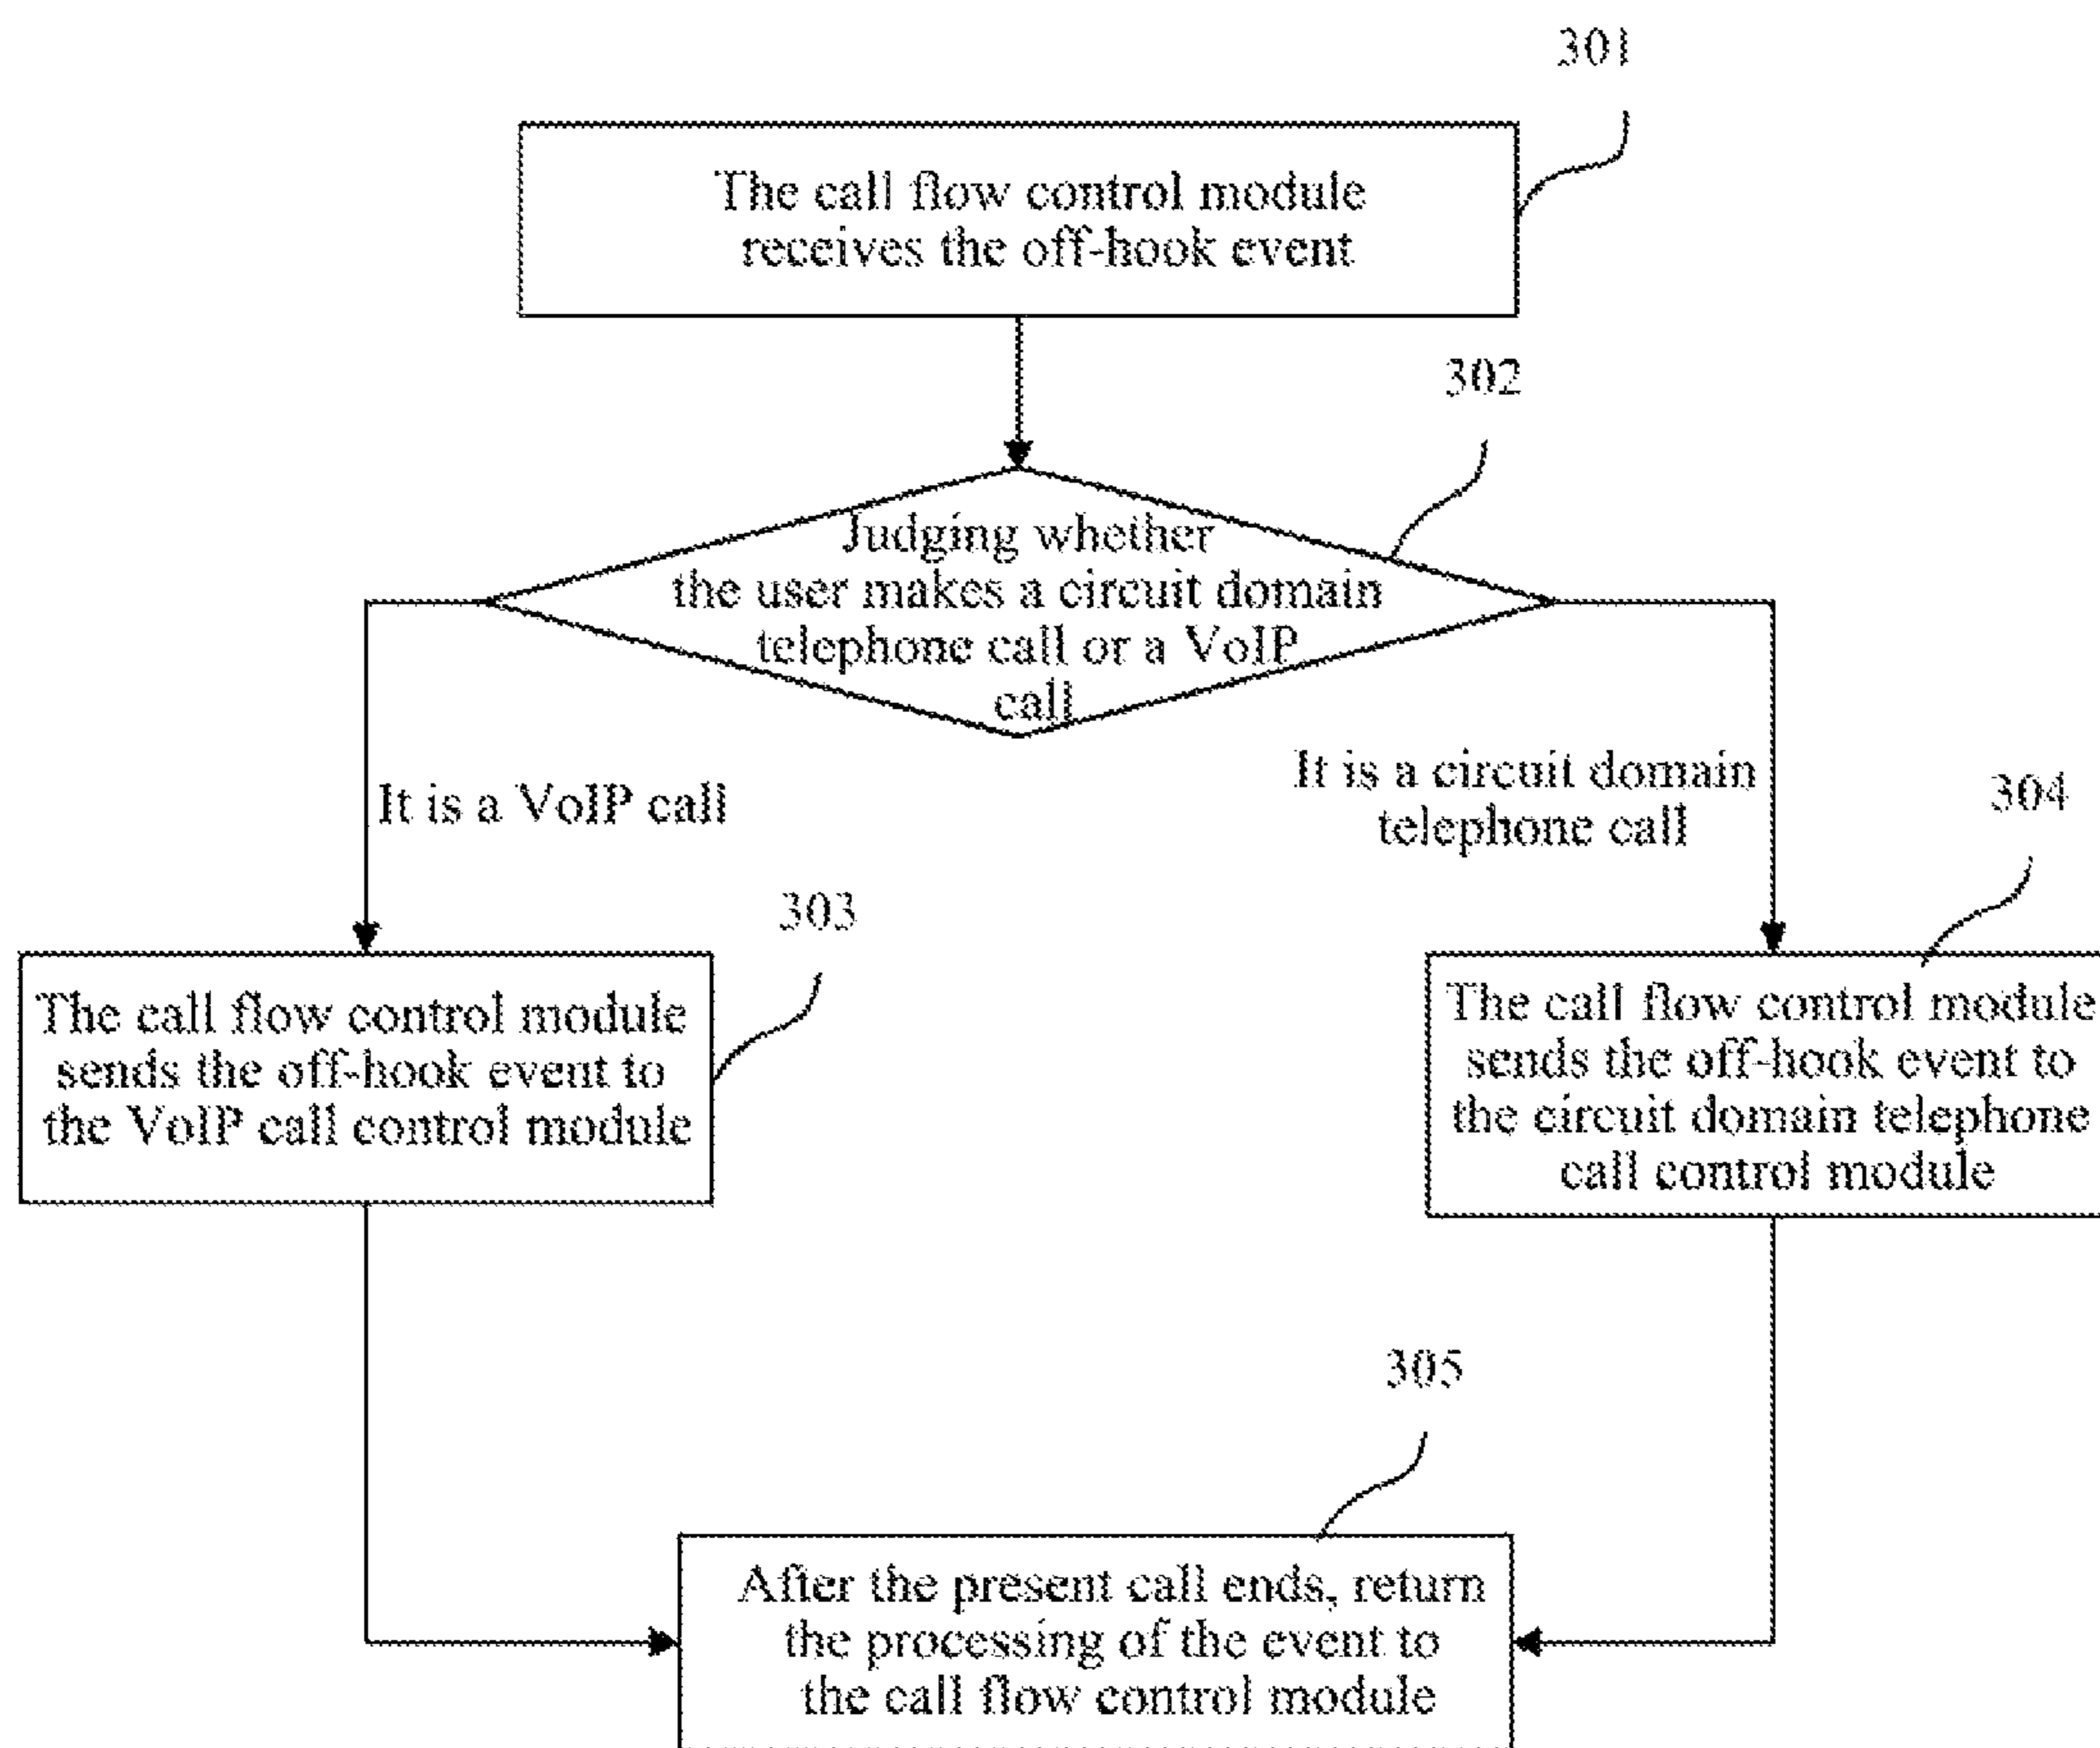 301
The call flow control module
receives the off-hook event
302
Judging whether
the user makes a circuit domain
telephone call or a VoIP
call
It is a VoIP call
It is a circuit domain
telephone call
303
304
The call flow control module
sends the off-hook event to
the VoIP call control module
The call flow control module
sends the off-hook event to
the circuit domain telephone
call control module
305
After the present call ends, return
the processing of the event to
the call flow control module